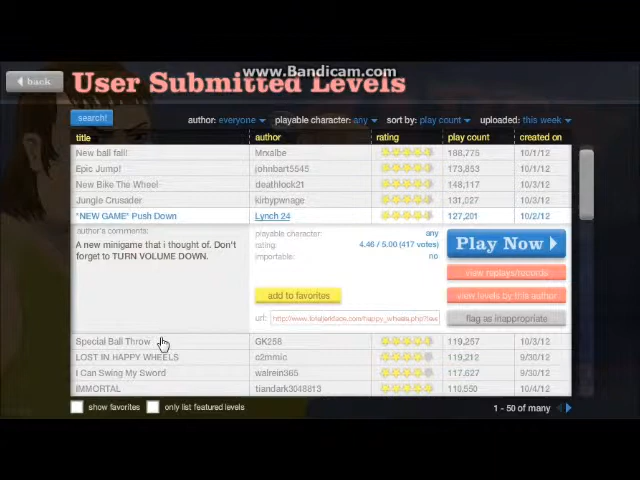 www.Bandicam.com
back
User Submitted Levels
search!
author: everyone playable character: any sort by: play count uploaded: this week
title author rating play count created on
New ball fall! Mrxalbe 188,775 10/1/12
Epic Jump! johnbart5545 173,853 10/1/12
New Bike The Wheel deathlock21 148,117 10/3/12
Jungle Crusader kirbypwnage 131,027 10/3/12
*NEW GAME* Push Down Lynch 24 127,201 10/2/12
author's comments:
A new minigame that i thought of. Don't
forget to TURN VOLUME DOWN.
playable character: any
rating: 4.46 / 5.00 (417 votes)
importable: no
add to favorites
url: http://www.totaljerkface.com/happy_wheels.php?
Play Now
view replays/records
view levels by this author
flag as inappropriate
Special Ball Throw GK258 119,257 10/3/12
LOST IN HAPPY WHEELS c2mmic 119,212 9/30/12
I Can Swing My Sword walrein365 117,627 9/30/12
IMMORTAL tiandark3048813 110,550 10/4/12
show favorites only list featured levels 1 - 50 of many